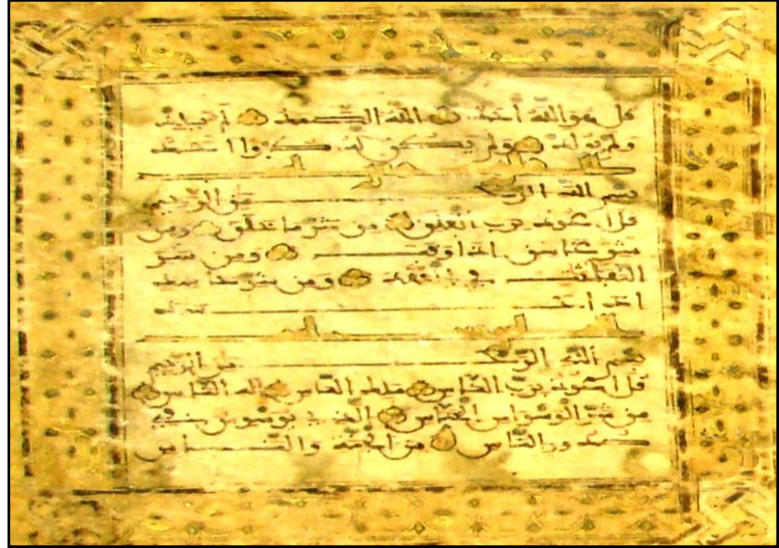 قل هو الله أحد الله الصمد لم يلد
ولم يولد ولم يكن له كفوا أحد
بسم الله الرحمن الرحيم
قل أعوذ برب الفلق من شر ما خلق ومن
شر غاسق إذا وقب ومن شر
النفاثات في العقد ومن شر حاسد
إذا حسد
بسم الله الرحمن الرحيم
قل أعوذ برب الناس ملك الناس إله الناس
من شر الوسواس الخناس الذي يوسوس في
صدور الناس من الجنة والناس